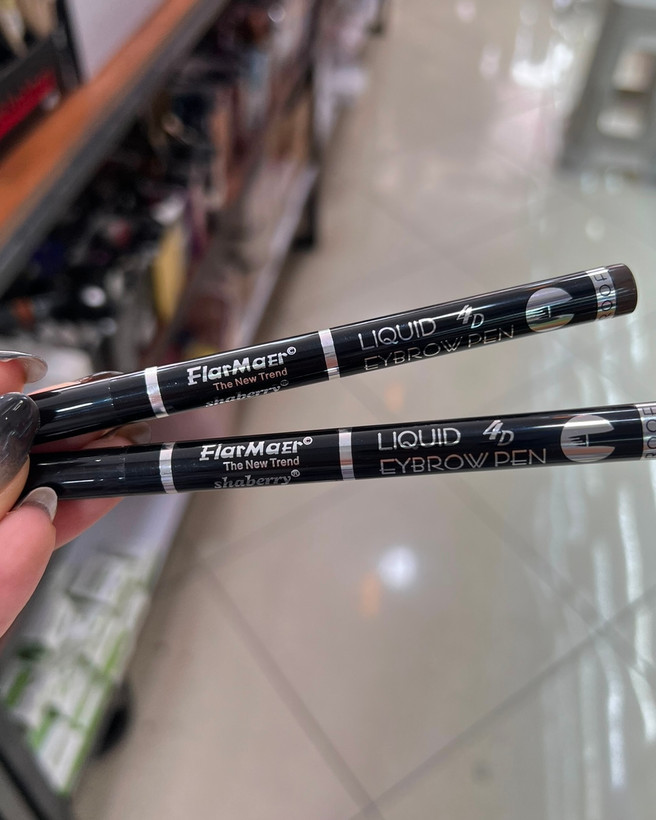 FlarMaer©
The New Trend
shaberry®
LIQUID 4D
EYBROW PEN
FlarMaer©
The New Trend
shaberry®
LIQUID 4D
EYBROW PEN